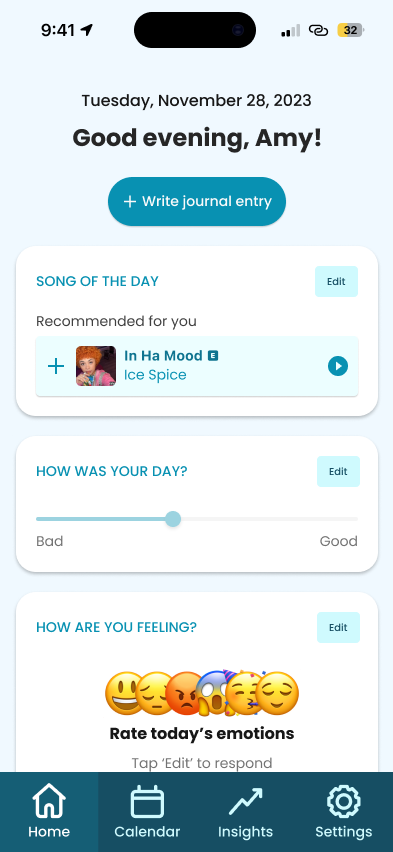 9:41
32
Tuesday, November 28, 2023
Good evening, Amy!
+ Write journal entry
SONG OF THE DAY
Edit
Recommended for you
In Ha Mood E
Ice Spice
HOW WAS YOUR DAY?
Edit
Bad
Good
HOW ARE YOU FEELING?
Edit
Rate today’s emotions
Tap ‘Edit’ to respond
Home
Calendar
Insights
Settings